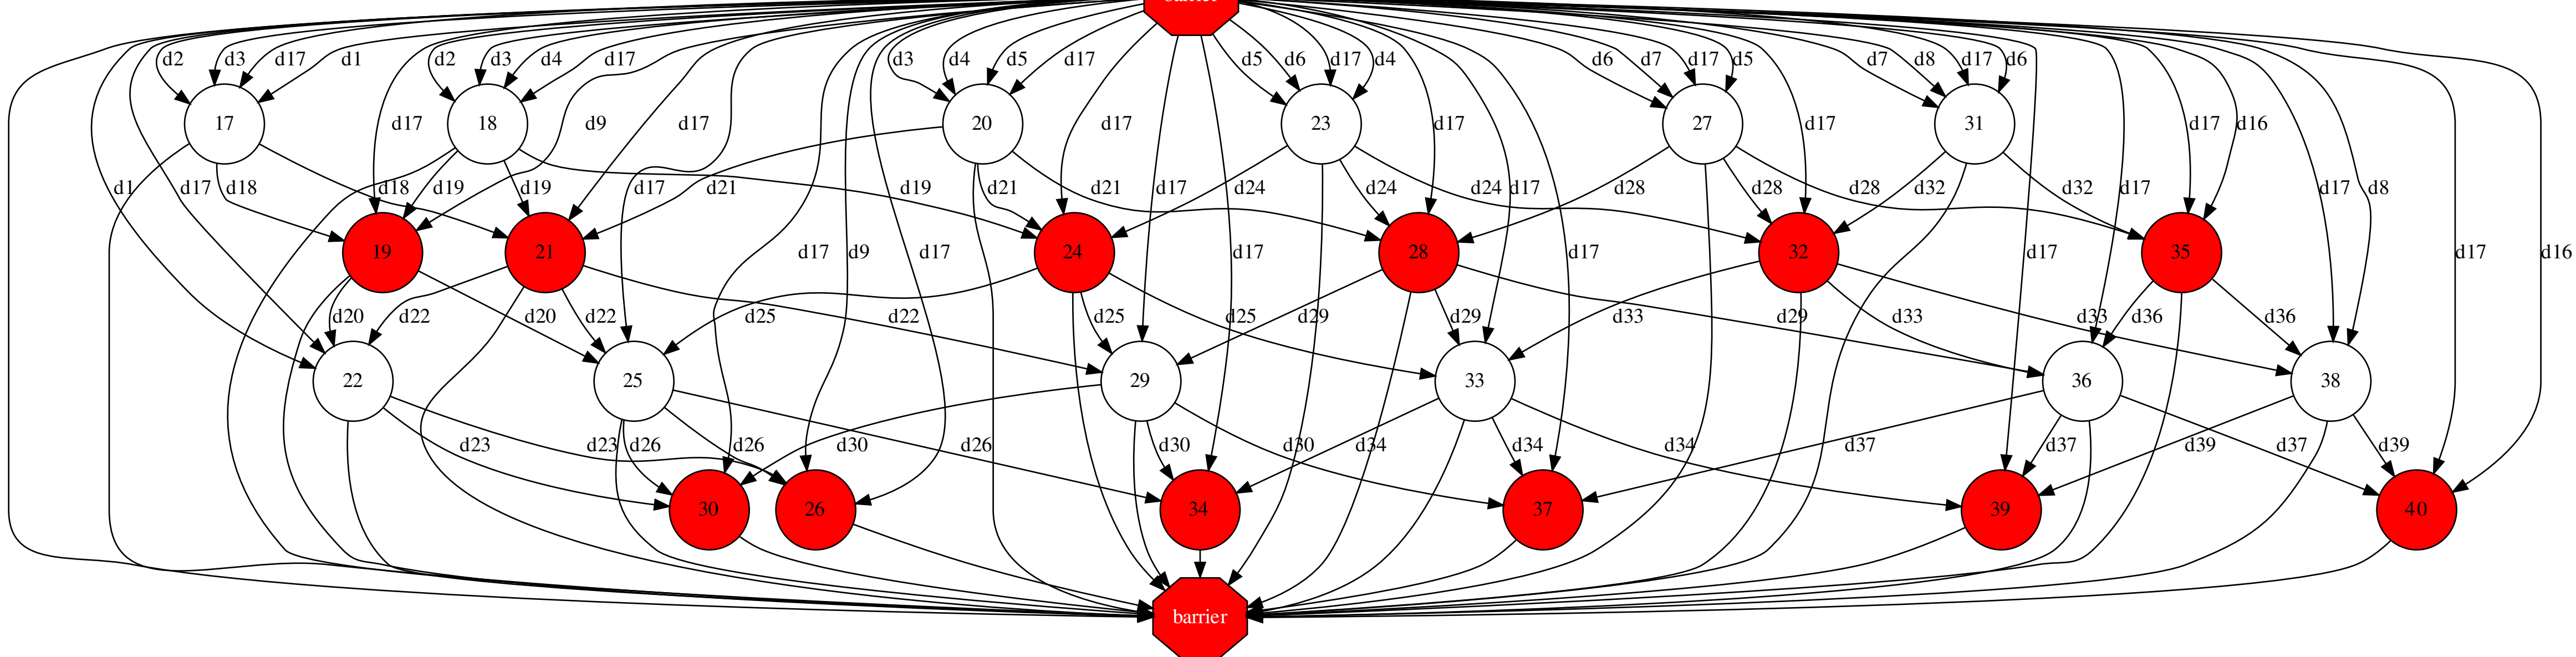 barrier
d2 d3 d17 d1 d2 d3 d4 d17 d3 d4 d5 d17 d5 d6 d17 d4 d6 d7 d17 d5 d7 d8 d17 d6
17 d17 18 d9 d17 20 d17 23 d17 27 d17 31 d17 d16
d1 d17 d18 d18 d19 d19 d17 d21 d19 d21 d21 d17 d24 d24 d24 d17 d28 d28 d28 d32 d32 d17 d17 d8
19 21 d17 d9 d17 24 d17 28 d17 32 d17 35 d17 d16
d20 d22 d20 d22 d25 d22 d25 d25 d29 d29 d33 d29 d33 d33 d36 d36
22 25 29 33 36 38
d23 d23 d26 d26 d30 d26 d30 d30 d34 d34 d34 d37 d37 d39 d37 d39
30 26 34 37 39 40
barrier